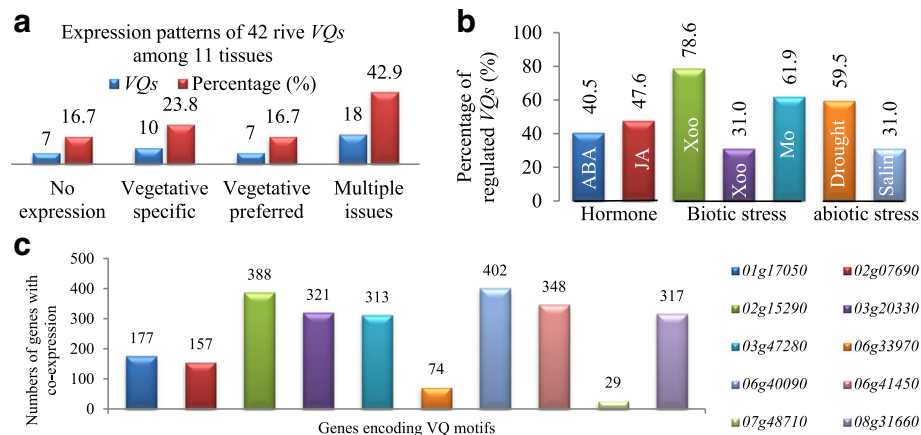 a
Expression patterns of 42 rive VQs
among 11 tissues
VQs Percentage (%)
7 16.7 10 23.8 7 16.7 18 42.9
No expression
Vegetative specific
Vegetative preferred
Multiple issues
b
Percentage of
regulated VQs (%)
100
80
60
40
20
0
40.5 47.6 78.6 31.0 61.9 59.5 31.0
ABA JA Xoo Xoo Mo Drought Salini
Hormone Biotic stress abiotic stress
c
Numbers of genes with
co-expression
500
400
300
200
100
0
177 157 388 321 313 74 402 348 29 317
Genes encoding VQ motifs
01g17050 02g07690
02g15290 03g20330
03g47280 06g33970
06g40090 06g41450
07g48710 08g31660